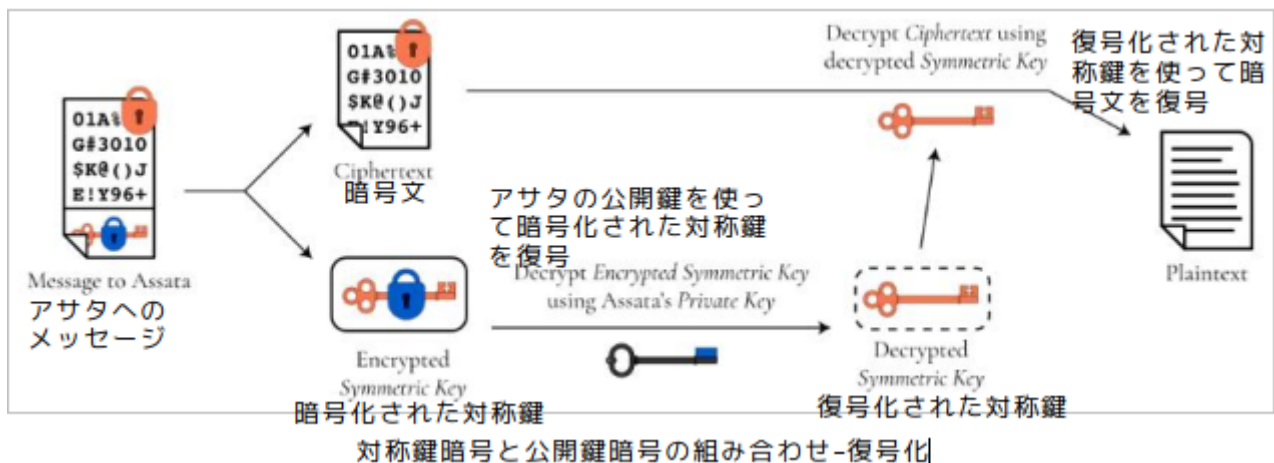 01A%
G#3010
$K@()J
E!Y96+
Message to Assata
アサタへの
メッセージ
01A%
G#3010
$K@()J
!Y96+
Ciphertext
暗号文
Encrypted
Symmetric Key
暗号化された対称鍵
アサタの公開鍵を使っ
て暗号化された対称鍵
を復号
Decrypt Encrypted Symmetric Key
using Assata's Private Key
Decrypted
Symmetric Key
復号化された対称鍵
Decrypt Ciphertext using
decrypted Symmetric Key
復号化された対
称鍵を使って暗
号文を復号
Plaintext
対称鍵暗号と公開鍵暗号の組み合わせ-復号化